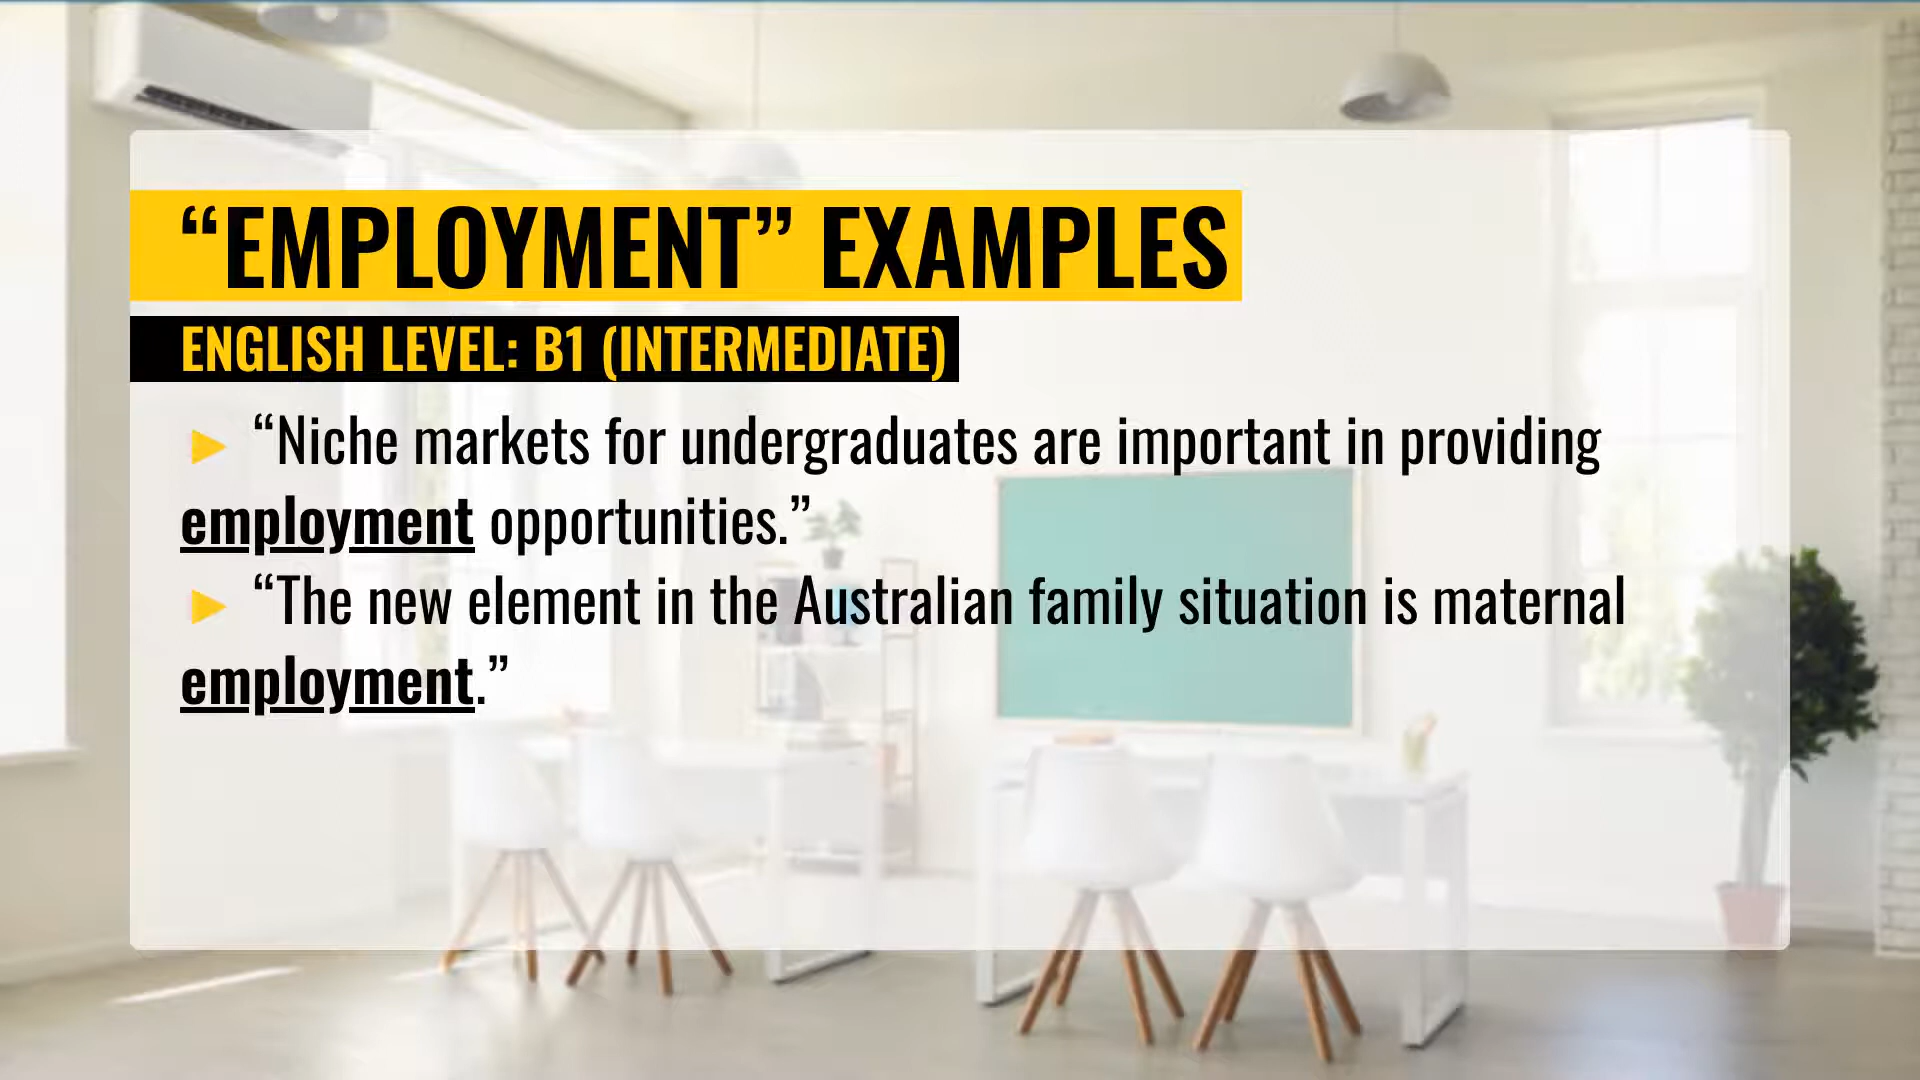 “EMPLOYMENT” EXAMPLES
ENGLISH LEVEL: B1 (INTERMEDIATE)
► “Niche markets for undergraduates are important in providing
employment opportunities.”
► “The new element in the Australian family situation is maternal
employment.”